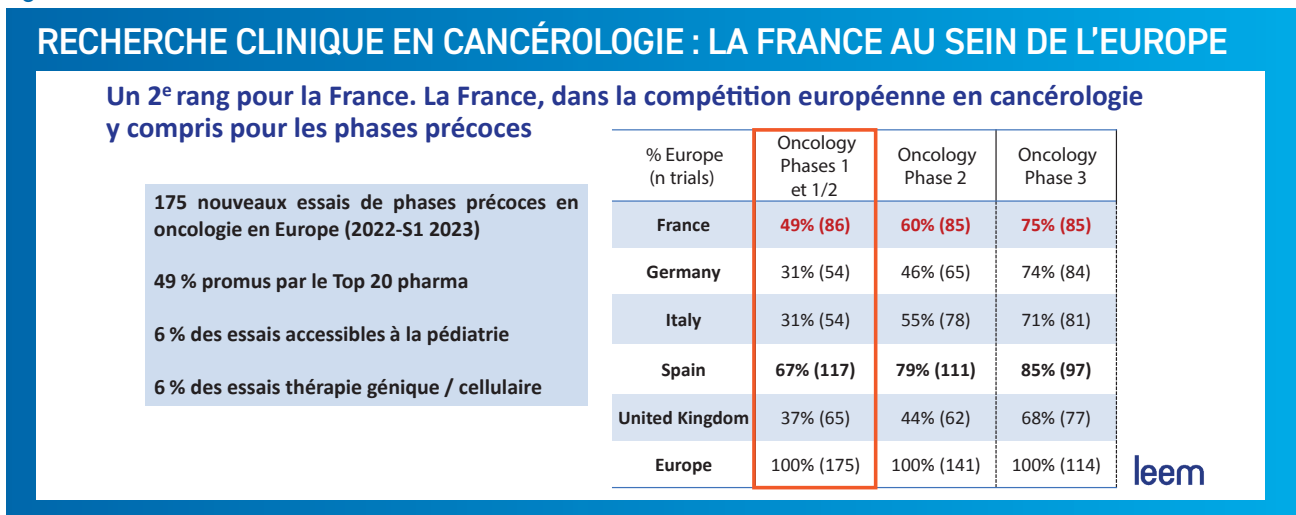 RECHERCHE CLINIQUE EN CANCÉROLOGIE : LA FRANCE AU SEIN DE L'EUROPE
Un 2e rang pour la France. La France, dans la compétition européenne en cancérologie
y compris pour les phases précoces
175 nouveaux essais de phases précoces en
oncologie en Europe (2022-S1 2023)
49 % promus par le Top 20 pharma
6 % des essais accessibles à la pédiatrie
6 % des essais thérapie génique / cellulaire
% Europe
(n trials)
Oncology
Phases 1
et 1/2
Oncology
Phase 2
Oncology
Phase 3
France 49% (86) 60% (85) 75% (85)
Germany 31% (54) 46% (65) 74% (84)
Italy 31% (54) 55% (78) 71% (81)
Spain 67% (117) 79% (111) 85% (97)
United Kingdom 37% (65) 44% (62) 68% (77)
Europe 100% (175) 100% (141) 100% (114)
leem